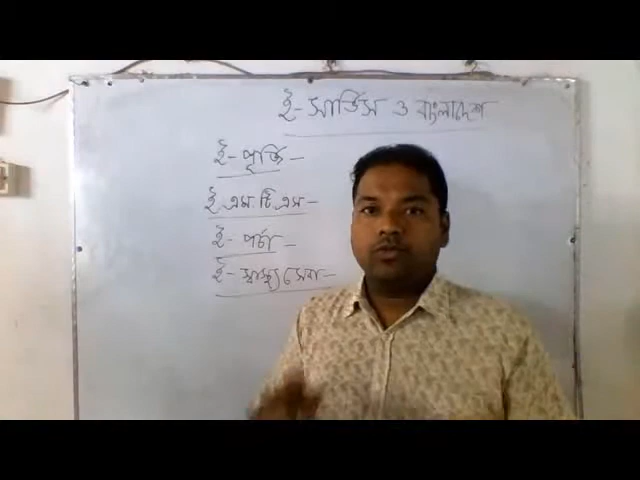 ই-সার্ভিস ও বাংলাদেশ
ই-পূর্জি -
ই এম টি এস -
ই-পর্চা -
ই-স্বাস্থ্যসেবা -